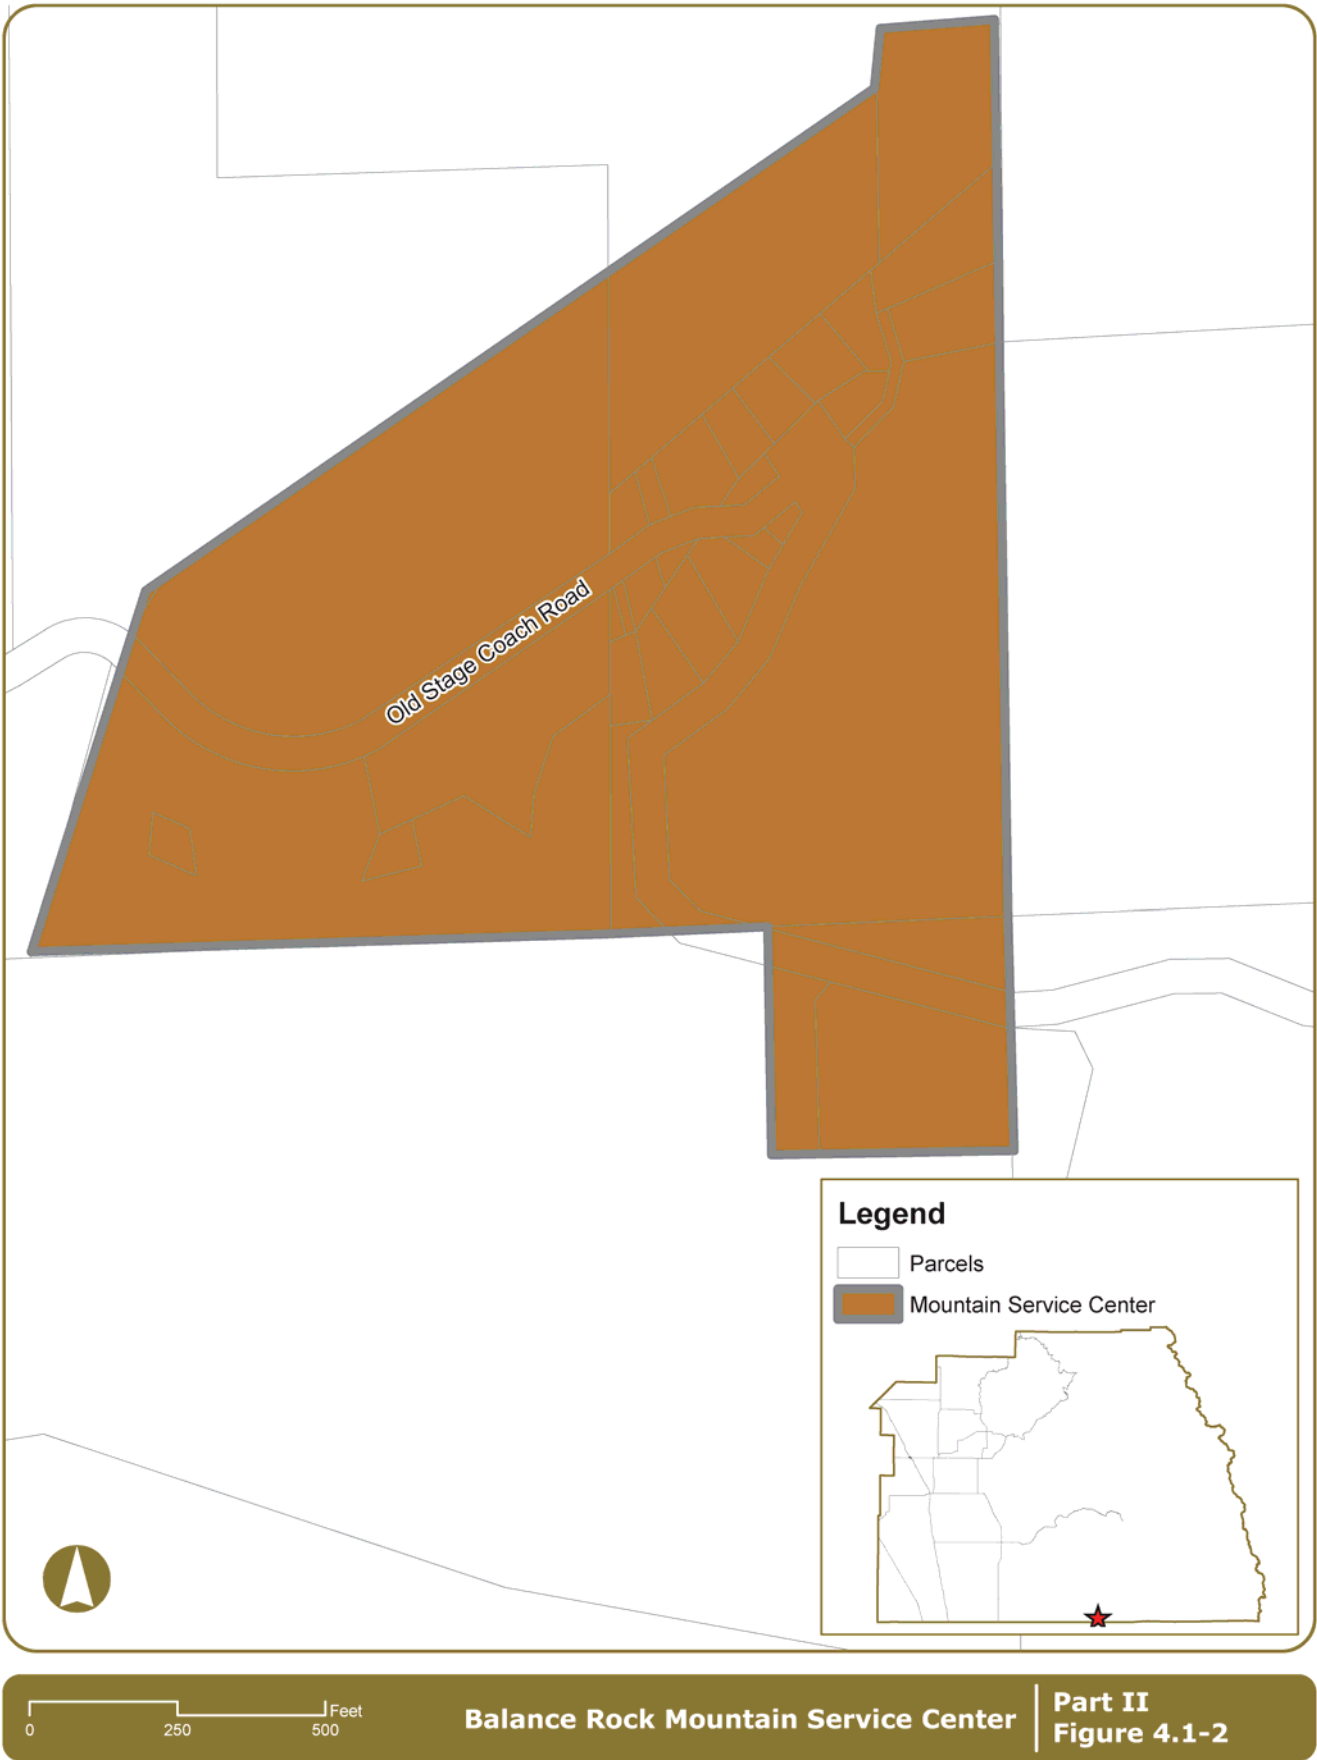 Old Stage Coach Road
Legend
Parcels
Mountain Service Center
Feet
0 250 500
Balance Rock Mountain Service Center
Part II
Figure 4.1-2